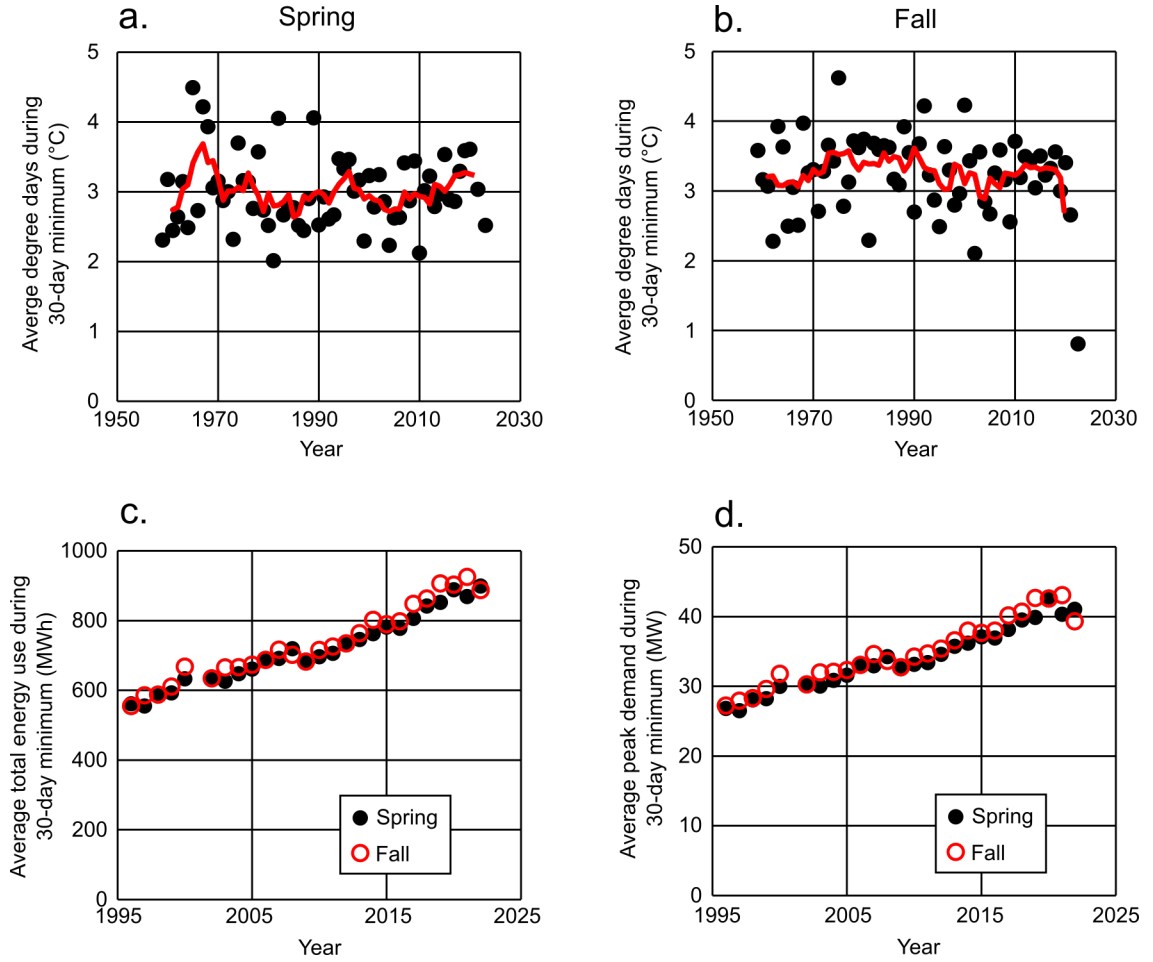 a.
Spring
Averge degree days during
30-day minimum (°C)
5
4
3
2
1
0
1950
1970
1990
2010
2030
Year
b.
Fall
Averge degree days during
30-day minimum (°C)
5
4
3
2
1
0
1950
1970
1990
2010
2030
Year
c.
Average total energy use during
30-day minimum (MWh)
1000
800
600
400
200
0
1995
2005
2015
2025
Year
Spring
Fall
d.
Average peak demand during
30-day minimum (MW)
50
40
30
20
10
0
1995
2005
2015
2025
Year
Spring
Fall